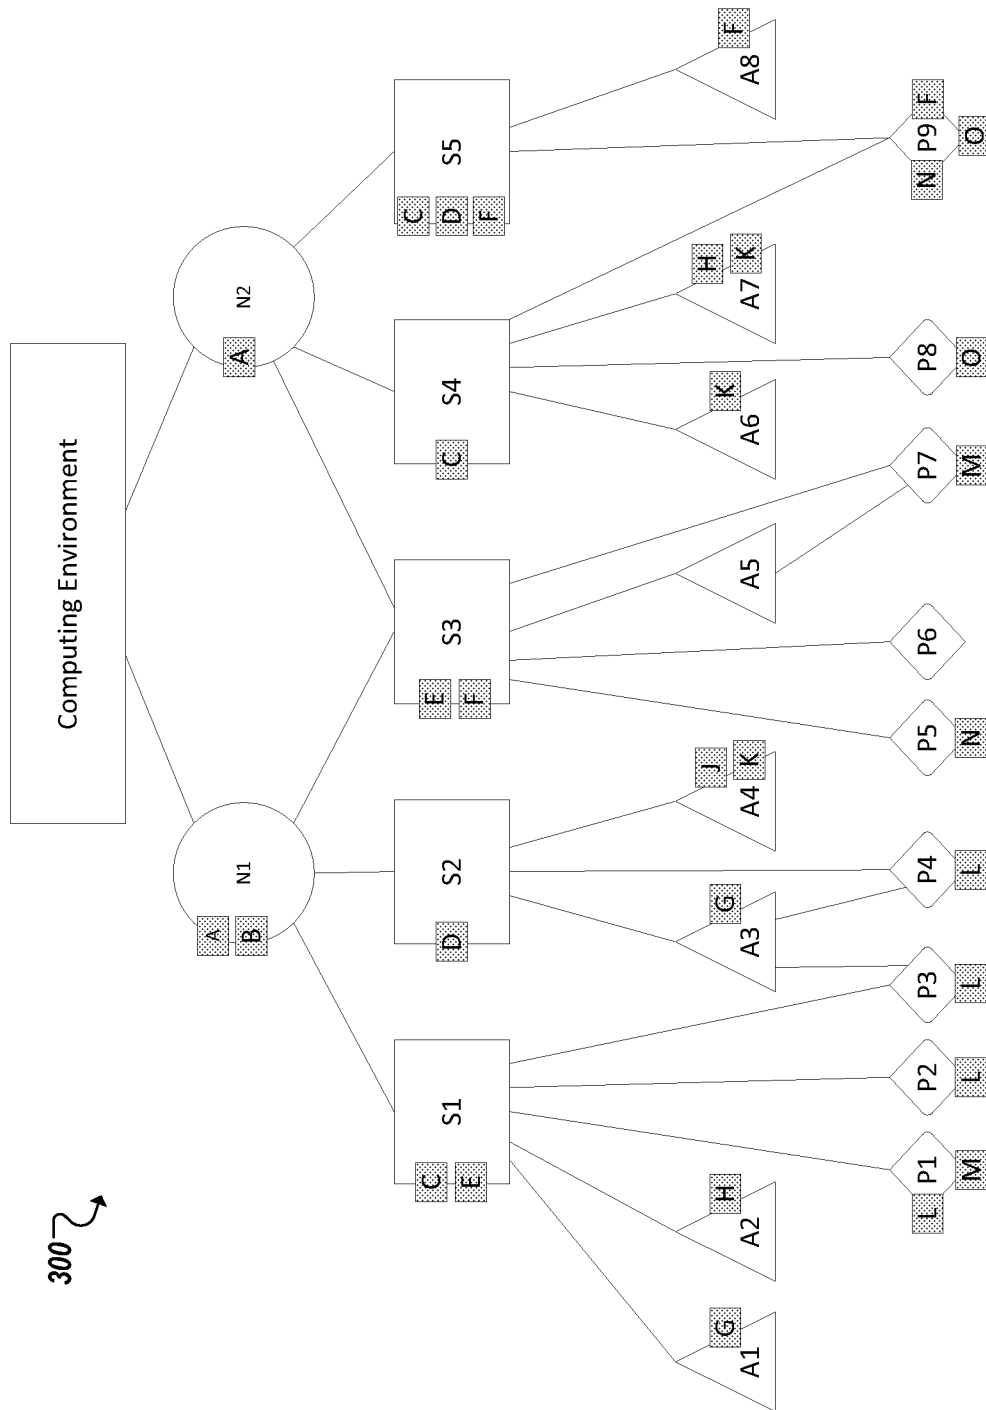 300
Computing Environment
N1
A
B
N2
A
S1
C
E
S2
D
S3
E
F
S4
C
S5
C
D
F
A1
G
A2
H
A3
G
A4
J
K
A5
A6
K
A7
H
K
A8
F
P1
L
M
P2
L
P3
L
P4
L
P5
N
P6
P7
M
P8
O
P9
N
F
O